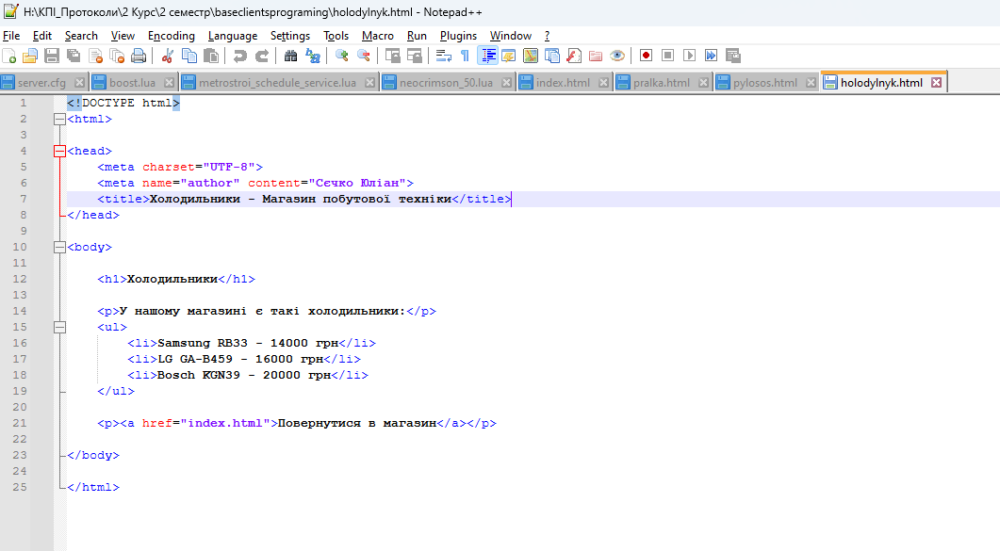 H:\КПІ_Протоколи\2 Курс\2 семестр\baseclientsprograming\holodylnyk.html - Notepad++
File Edit Search View Encoding Language Settings Tools Macro Run Plugins Window ?
server.cfg boost.lua metrostroi_schedule_service.lua neocrimson_50.lua index.html pralka.html pylosos.html holodylnyk.html
1 <!DOCTYPE html>
2 <html>
3
4 <head>
5 <meta charset="UTF-8">
6 <meta name="author" content="Сєчко Юліан">
7 <title>Холодильники - Магазин побутової техніки</title>
8 </head>
9
10 <body>
11
12 <h1>Холодильники</h1>
13
14 <p>У нашому магазині є такі холодильники:</p>
15 <ul>
16 <li>Samsung RB33 - 14000 грн</li>
17 <li>LG GA-B459 - 16000 грн</li>
18 <li>Bosch KGN39 - 20000 грн</li>
19 </ul>
20
21 <p><a href="index.html">Повернутися в магазин</a></p>
22
23 </body>
24
25 </html>